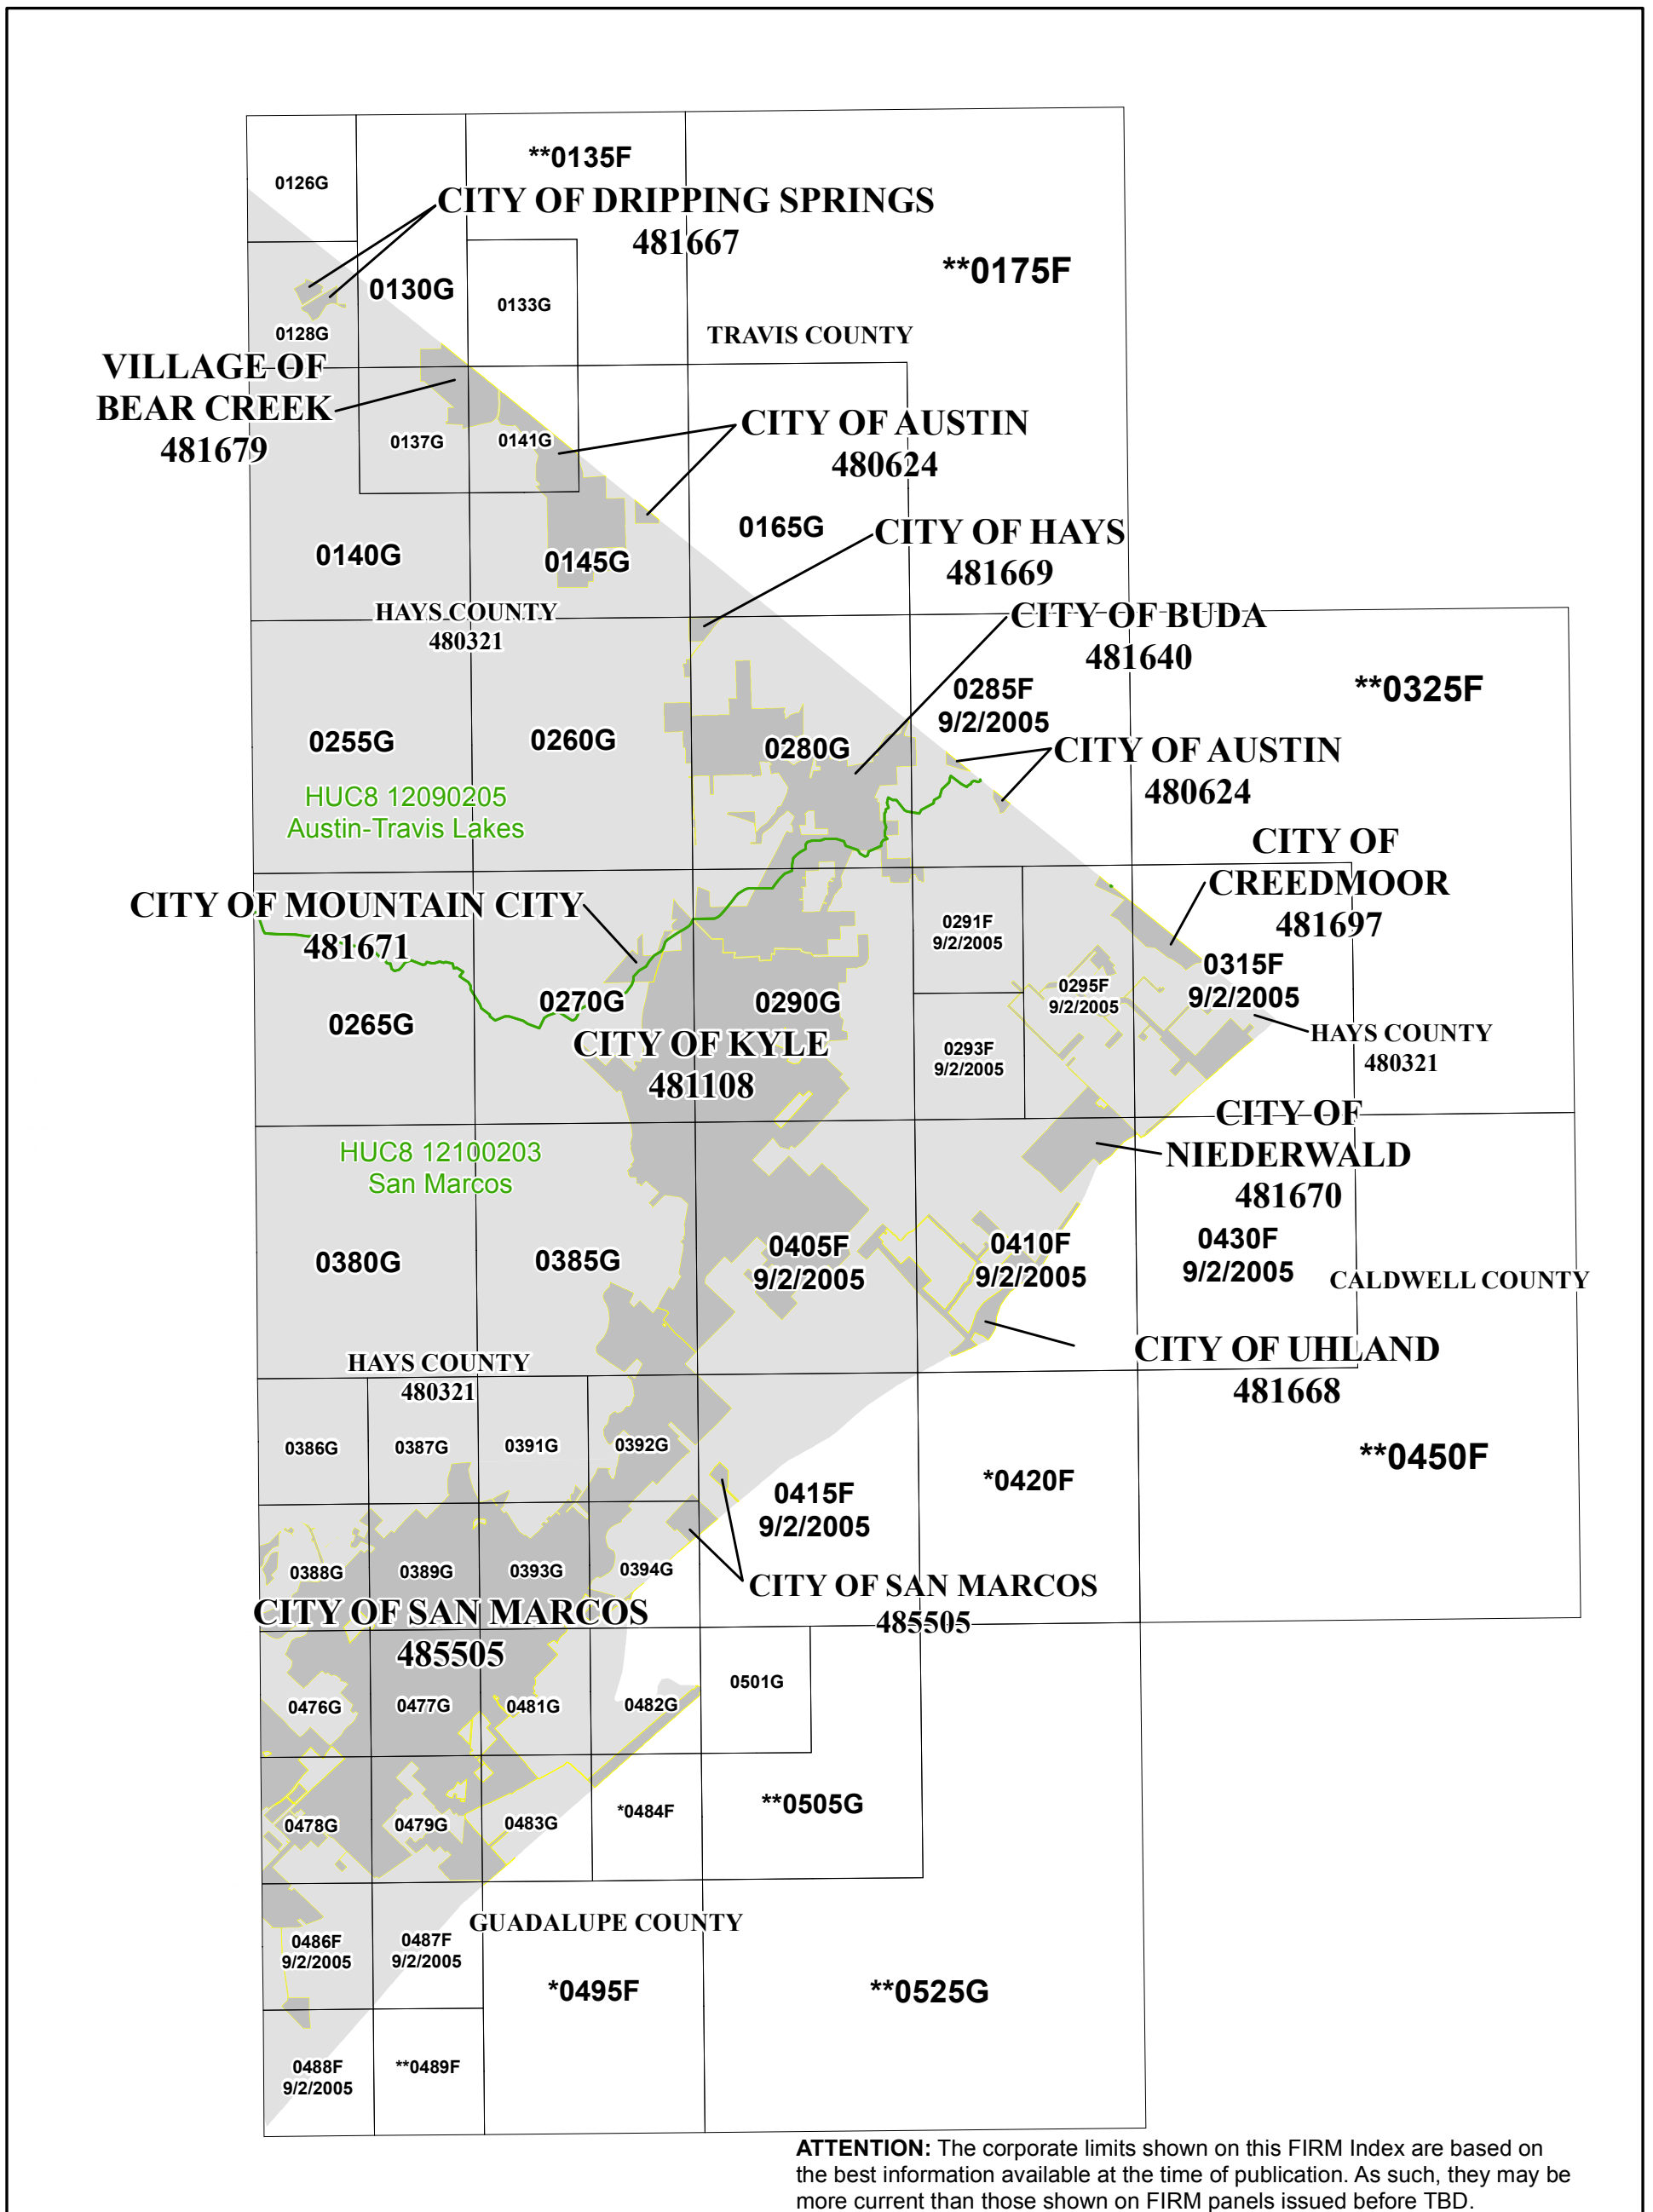 **0135F
0126G
CITY OF DRIPPING SPRINGS
481667
**0175F
0130G
0133G
0128G
TRAVIS COUNTY
VILLAGE OF
BEAR CREEK
481679
CITY OF AUSTIN
480624
0137G
0141G
0165G
CITY OF HAYS
481669
0140G
0145G
HAYS COUNTY
480321
CITY OF BUDA
481640
0285F
9/2/2005
**0325F
0255G
0260G
0280G
CITY OF AUSTIN
480624
HUC8 12090205
Austin-Travis Lakes
CITY OF
CREEDMOOR
481697
CITY OF MOUNTAIN CITY
481671
0291F
9/2/2005
0315F
9/2/2005
0295F
9/2/2005
0265G
0270G
0290G
HAYS COUNTY
480321
CITY OF KYLE
481108
0293F
9/2/2005
CITY OF
NIEDERWALD
481670
HUC8 12100203
San Marcos
0380G
0385G
0405F
9/2/2005
0410F
9/2/2005
0430F
9/2/2005
CALDWELL COUNTY
HAYS COUNTY
480321
CITY OF UHLAND
481668
0386G
0387G
0391G
0392G
**0450F
*0420F
0415F
9/2/2005
0388G
0389G
0393G
0394G
CITY OF SAN MARCOS
485505
CITY OF SAN MARCOS
485505
0476G
0477G
0481G
0482G
0501G
0478G
0479G
0483G
*0484F
**0505G
GUADALUPE COUNTY
0486F
9/2/2005
0487F
9/2/2005
*0495F
**0525G
0488F
9/2/2005
**0489F
ATTENTION: The corporate limits shown on this FIRM Index are based on
the best information available at the time of publication. As such, they may be
more current than those shown on FIRM panels issued before TBD.